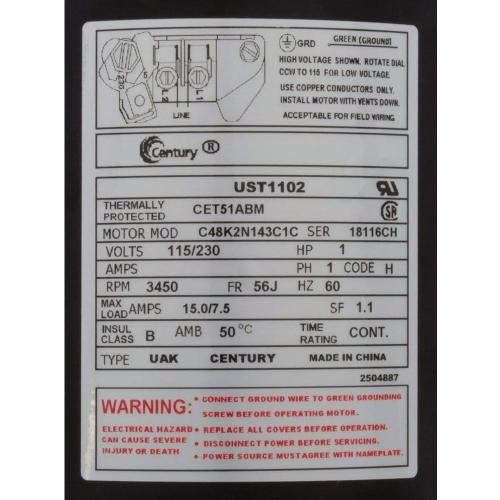 GRD GREEN (GROUND)
HIGH VOLTAGE SHOWN, ROTATE DIAL
CCW TO 115 FOR LOW VOLTAGE.
USE COPPER CONDUCTORS ONLY.
INSTALL MOTOR WITH VENTS DOWN.
ACCEPTABLE FOR FIELD WIRING
230 5 L 2 L 1
LINE
Century ®
UST1102
THERMALLY PROTECTED CET51ABM
MOTOR MOD C48K2N143C1C SER 18116CH
VOLTS 115/230 HP 1
AMPS PH 1 CODE H
RPM 3450 FR 56J HZ 60
MAX LOAD AMPS 15.0/7.5 SF 1.1
INSUL CLASS B AMB 50°C TIME RATING CONT.
TYPE UAK CENTURY MADE IN CHINA
2504887
WARNING:
ELECTRICAL HAZARD
CAN CAUSE SEVERE
INJURY OR DEATH
• CONNECT GROUND WIRE TO GREEN GROUNDING
SCREW BEFORE OPERATING MOTOR.
• REPLACE ALL COVERS BEFORE OPERATION.
• DISCONNECT POWER BEFORE SERVICING.
• POWER SOURCE MUST AGREE WITH NAMEPLATE.